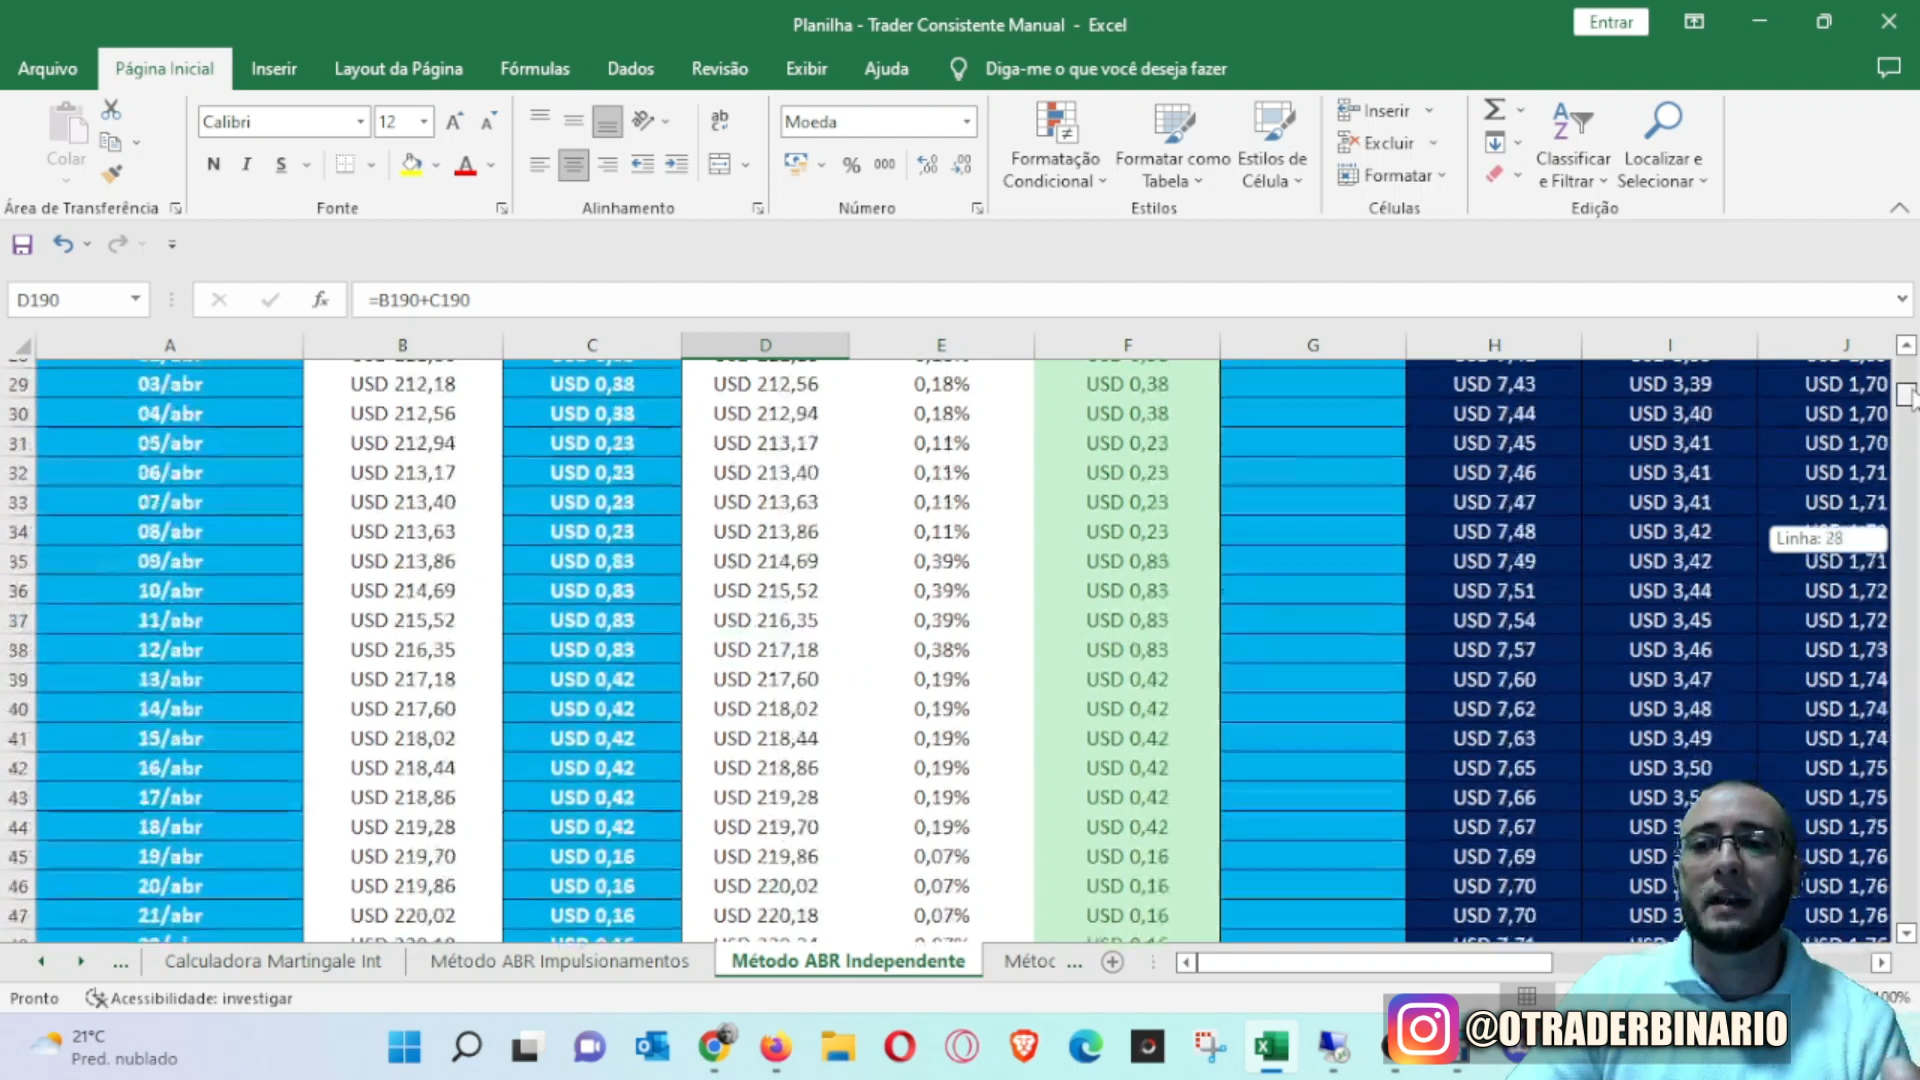 Planilha - Trader Consistente Manual - Excel
Entrar
Arquivo Página Inicial Inserir Layout da Página Fórmulas Dados Revisão Exibir Ajuda Diga-me o que você deseja fazer
Colar
Calibri 12
N I S
ab
Moeda
% 000
Formatação Condicional
Formatar como Tabela
Estilos de Célula
Inserir
Excluir
Formatar
Classificar e Filtrar
Localizar e Selecionar
Área de Transferência Fonte Alinhamento Número Estilos Células Edição
D190 fx =B190+C190
A B C D E F G H I J
29 03/abr USD 212,18 USD 0,38 USD 212,56 0,18% USD 0,38 USD 7,43 USD 3,39 USD 1,70
30 04/abr USD 212,56 USD 0,38 USD 212,94 0,18% USD 0,38 USD 7,44 USD 3,40 USD 1,70
31 05/abr USD 212,94 USD 0,23 USD 213,17 0,11% USD 0,23 USD 7,45 USD 3,41 USD 1,70
32 06/abr USD 213,17 USD 0,23 USD 213,40 0,11% USD 0,23 USD 7,46 USD 3,41 USD 1,71
33 07/abr USD 213,40 USD 0,23 USD 213,63 0,11% USD 0,23 USD 7,47 USD 3,41 USD 1,71
34 08/abr USD 213,63 USD 0,23 USD 213,86 0,11% USD 0,23 USD 7,48 USD 3,42
Linha: 28
35 09/abr USD 213,86 USD 0,83 USD 214,69 0,39% USD 0,83 USD 7,49 USD 3,42 USD 1,71
36 10/abr USD 214,69 USD 0,83 USD 215,52 0,39% USD 0,83 USD 7,51 USD 3,44 USD 1,72
37 11/abr USD 215,52 USD 0,83 USD 216,35 0,39% USD 0,83 USD 7,54 USD 3,45 USD 1,72
38 12/abr USD 216,35 USD 0,83 USD 217,18 0,38% USD 0,83 USD 7,57 USD 3,46 USD 1,73
39 13/abr USD 217,18 USD 0,42 USD 217,60 0,19% USD 0,42 USD 7,60 USD 3,47 USD 1,74
40 14/abr USD 217,60 USD 0,42 USD 218,02 0,19% USD 0,42 USD 7,62 USD 3,48 USD 1,74
41 15/abr USD 218,02 USD 0,42 USD 218,44 0,19% USD 0,42 USD 7,63 USD 3,49 USD 1,74
42 16/abr USD 218,44 USD 0,42 USD 218,86 0,19% USD 0,42 USD 7,65 USD 3,50 USD 1,75
43 17/abr USD 218,86 USD 0,42 USD 219,28 0,19% USD 0,42 USD 7,66 USD USD 1,75
44 18/abr USD 219,28 USD 0,42 USD 219,70 0,19% USD 0,42 USD 7,67 USD USD 1,75
45 19/abr USD 219,70 USD 0,16 USD 219,86 0,07% USD 0,16 USD 7,69 USD USD 1,76
46 20/abr USD 219,86 USD 0,16 USD 220,02 0,07% USD 0,16 USD 7,70 USD USD 1,76
47 21/abr USD 220,02 USD 0,16 USD 220,18 0,07% USD 0,16 USD 7,70 USD USD 1,76
... Calculadora Martingale Int Método ABR Impulsionamentos Método ABR Independente Métoc ...
Pronto Acessibilidade: investigar 100%
21°C
Pred. nublado
@OTRADERBINARIO